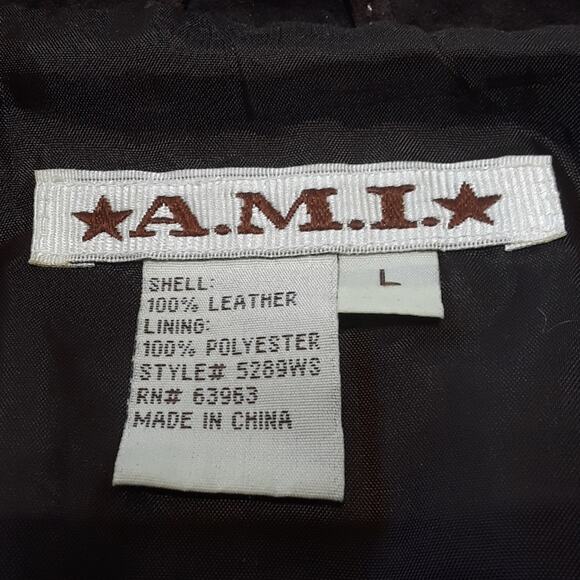 ★A.M.I.★
L
SHELL:
100% LEATHER
LINING:
100% POLYESTER
STYLE# 5289WS
RN# 63963
MADE IN CHINA